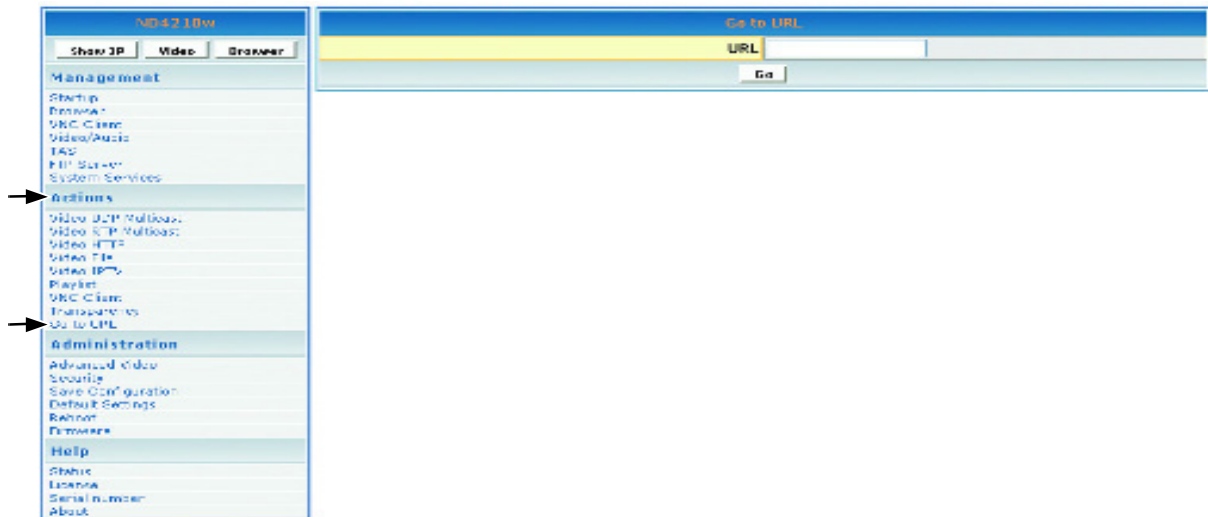 ND4210w
Show IP Video Browser
Management
Startup
Browser
VNC Client
Video/Audio
TAS
FTP Server
System Services
Actions
Video UDP Multicast
Video RTP Multicast
Video HTTP
Video File
Video IPTV
Playlist
VNC Client
Transparency
Go to URL
Administration
Advanced Video
Security
Save Configuration
Default Settings
Reboot
Firmware
Help
Status
License
Serial number
About
Go to URL
URL
Go